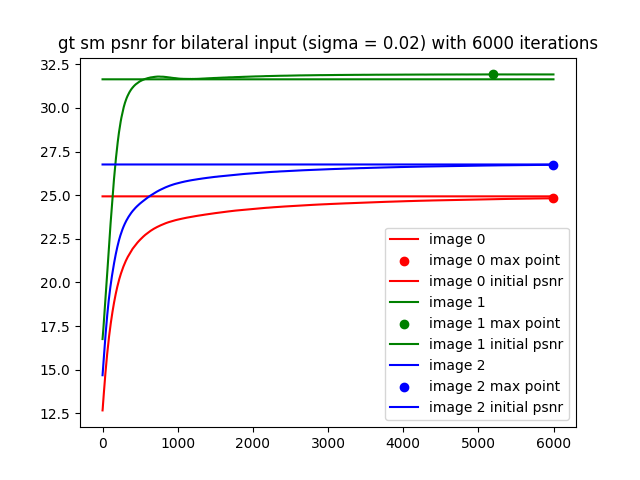 gt sm psnr for bilateral input (sigma = 0.02) with 6000 iterations
32.5
30.0
27.5
25.0
22.5
20.0
17.5
15.0
12.5
image 0
image 0 max point
image 0 initial psnr
image 1
image 1 max point
image 1 initial psnr
image 2
image 2 max point
image 2 initial psnr
0 1000 2000 3000 4000 5000 6000